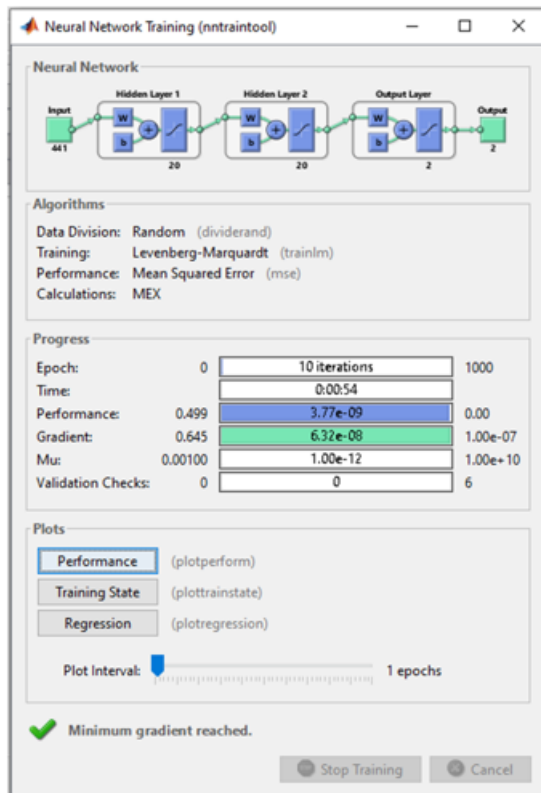 Neural Network Training (nntraintool)
Neural Network
Hidden Layer 1 Hidden Layer 2 Output Layer
Input Output
W W W
b b b
+ + +
441 20 20 2 2
Algorithms
Data Division: Random (dividerand)
Training: Levenberg-Marquardt (trainlm)
Performance: Mean Squared Error (mse)
Calculations: MEX
Progress
Epoch: 0 10 iterations 1000
Time: 0:00:54
Performance: 0.499 3.77e-09 0.00
Gradient: 0.645 6.32e-08 1.00e-07
Mu: 0.00100 1.00e-12 1.00e+10
Validation Checks: 0 0 6
Plots
Performance (plotperform)
Training State (plottrainstate)
Regression (plotregression)
Plot Interval: 1 epochs
Minimum gradient reached.
Stop Training Cancel